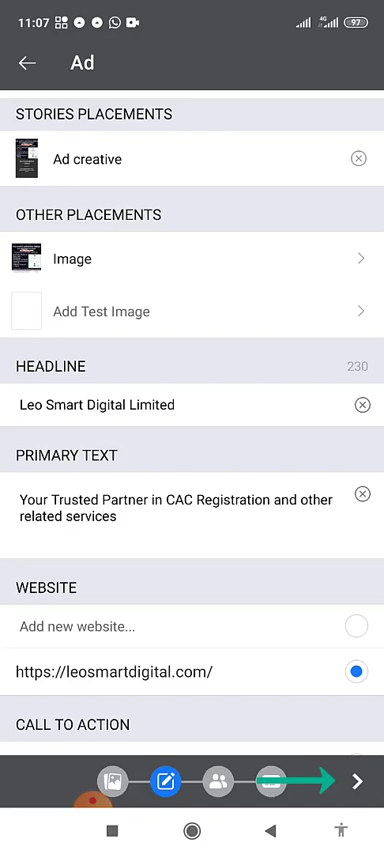 11:07
4G
97
Ad
STORIES PLACEMENTS
Ad creative
OTHER PLACEMENTS
Image
Add Test Image
HEADLINE 230
Leo Smart Digital Limited
PRIMARY TEXT
Your Trusted Partner in CAC Registration and other
related services
WEBSITE
Add new website...
https://leosmartdigital.com/
CALL TO ACTION